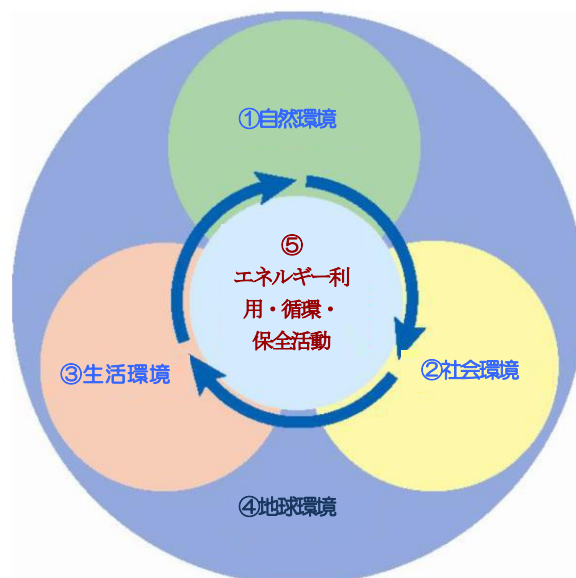 ①自然環境
⑤
エネルギー利
用・循環・
保全活動
②社会環境
③生活環境
④地球環境